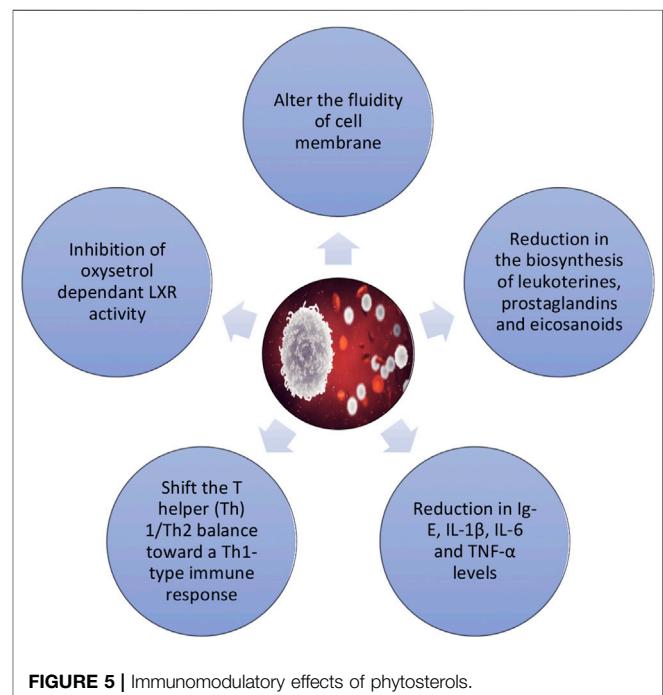 Alter the fluidity
of cell
membrane
Reduction in
the biosynthesis
of leukoterines,
prostaglandins
and eicosanoids
Reduction in Ig-
E, IL-1β, IL-6
and TNF-α
levels
Shift the T
helper (Th)
1/Th2 balance
toward a Th1-
type immune
response
Inhibition of
oxysetrol
dependant LXR
activity
FIGURE 5 | Immunomodulatory effects of phytosterols.